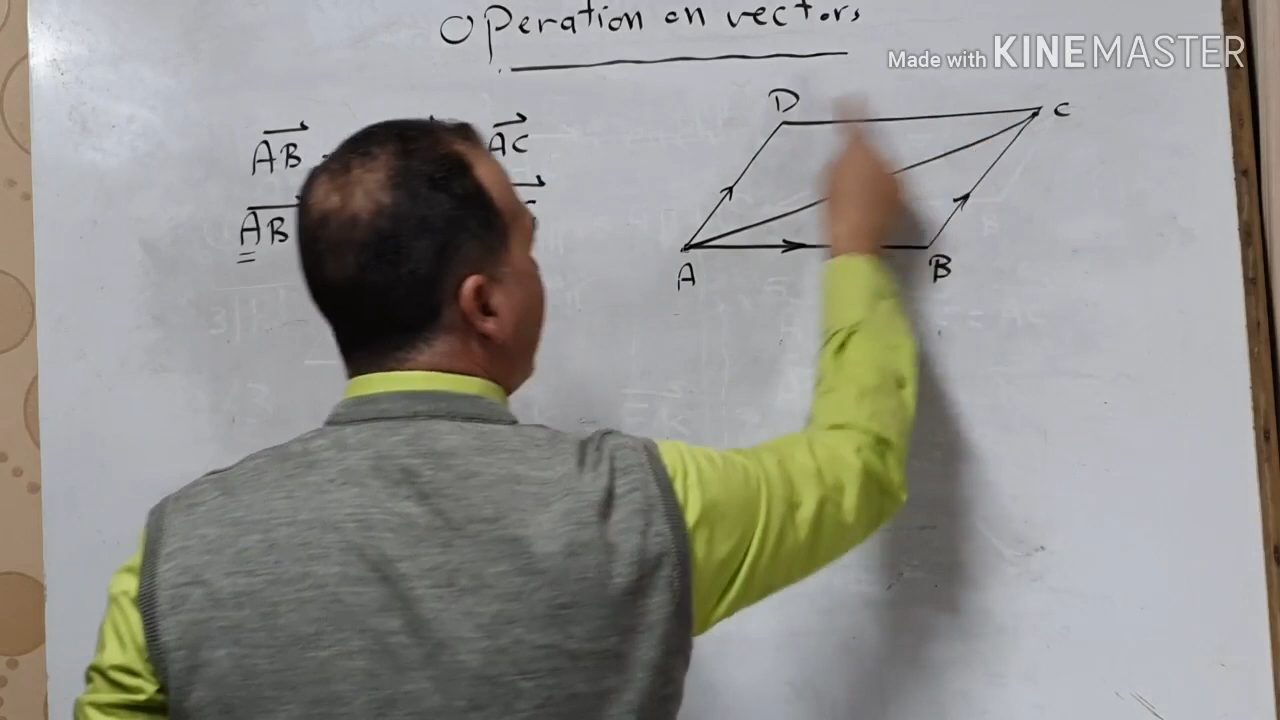 Operation on vectors
Made with KINEMASTER
AB AC
AB
D C
A B